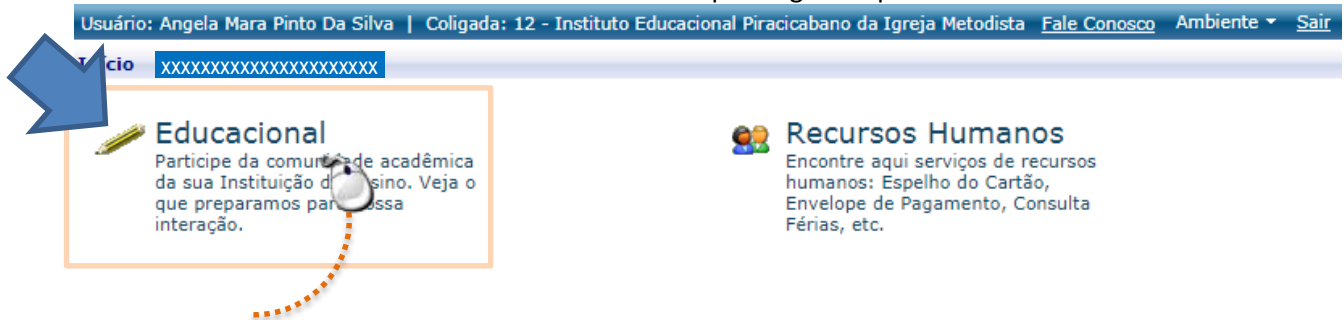 Usuário: Angela Mara Pinto Da Silva | Coligada: 12 - Instituto Educacional Piracicabano da Igreja Metodista Fale Conosco Ambiente Sair
xxxxxxxxxxxxxxxxxxxxxx
Educacional
Participe da comunidade acadêmica
da sua Instituição de Ensino. Veja o
que preparamos para nossa
interação.
Recursos Humanos
Encontre aqui serviços de recursos
humanos: Espelho do Cartão,
Envelope de Pagamento, Consulta
Férias, etc.